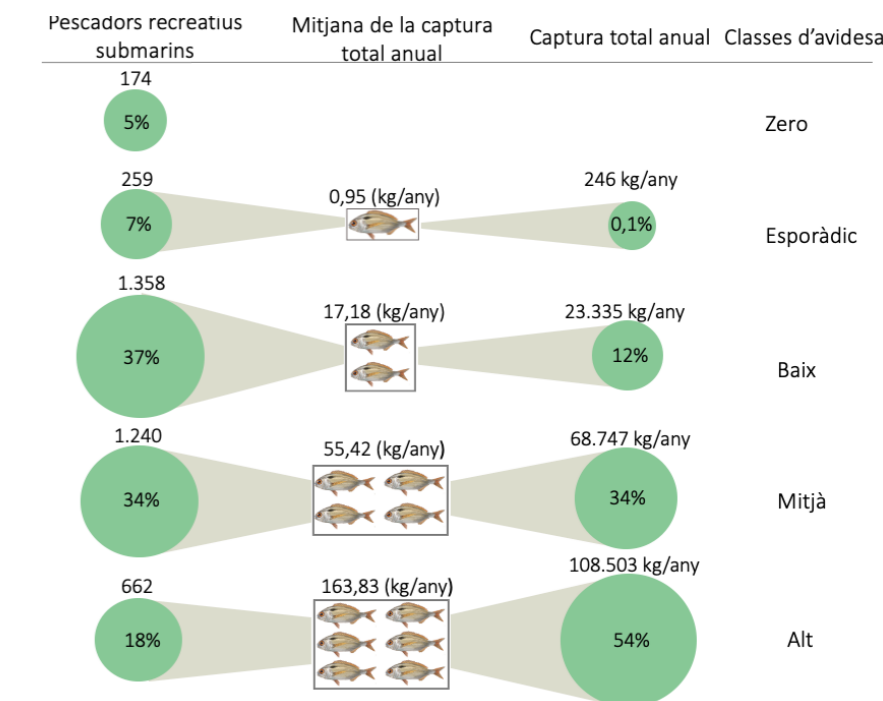 Pescadors recreatius
submarins
Mitjana de la captura
total anual
Captura total anual
Classes d'avidesa
174
5%
Zero
259
7%
0,95 (kg/any)
246 kg/any
0,1%
Esporàdic
1.358
37%
17,18 (kg/any)
23.335 kg/any
12%
Baix
1.240
34%
55,42 (kg/any)
68.747 kg/any
34%
Mitjà
662
18%
163,83 (kg/any)
108.503 kg/any
54%
Alt